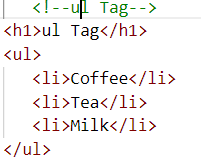 <!--ul Tag-->
<h1>ul Tag</h1>
<ul>
<li>Coffee</li>
<li>Tea</li>
<li>Milk</li>
</ul>